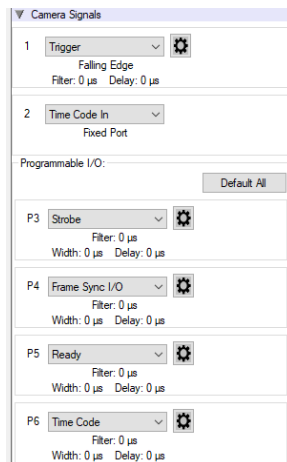 Camera Signals
1 Trigger
Falling Edge
Filter: 0 µs Delay: 0 µs
2 Time Code In
Fixed Port
Programmable I/O:
Default All
P3 Strobe
Filter: 0 µs
Width: 0 µs Delay: 0 µs
P4 Frame Sync I/O
Filter: 0 µs
Width: 0 µs Delay: 0 µs
P5 Ready
Filter: 0 µs
Width: 0 µs Delay: 0 µs
P6 Time Code
Filter: 0 µs
Width: 0 µs Delay: 0 µs